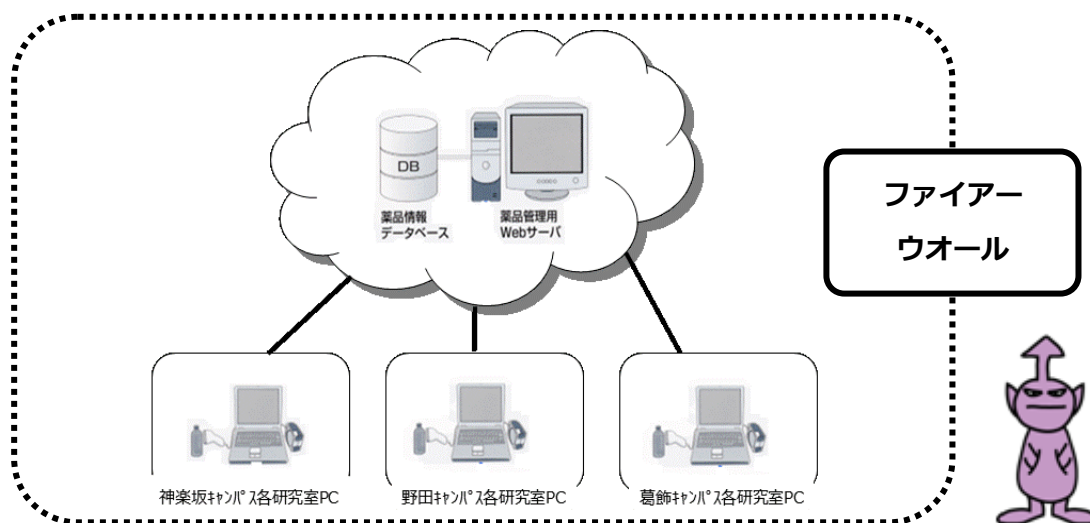 DB
薬品情報
データベース
薬品管理用
Webサーバ
ファイアー
ウオール
神楽坂ｷｬﾝﾊﾟｽ各研究室PC
野田ｷｬﾝﾊﾟｽ各研究室PC
葛飾ｷｬﾝﾊﾟｽ各研究室PC